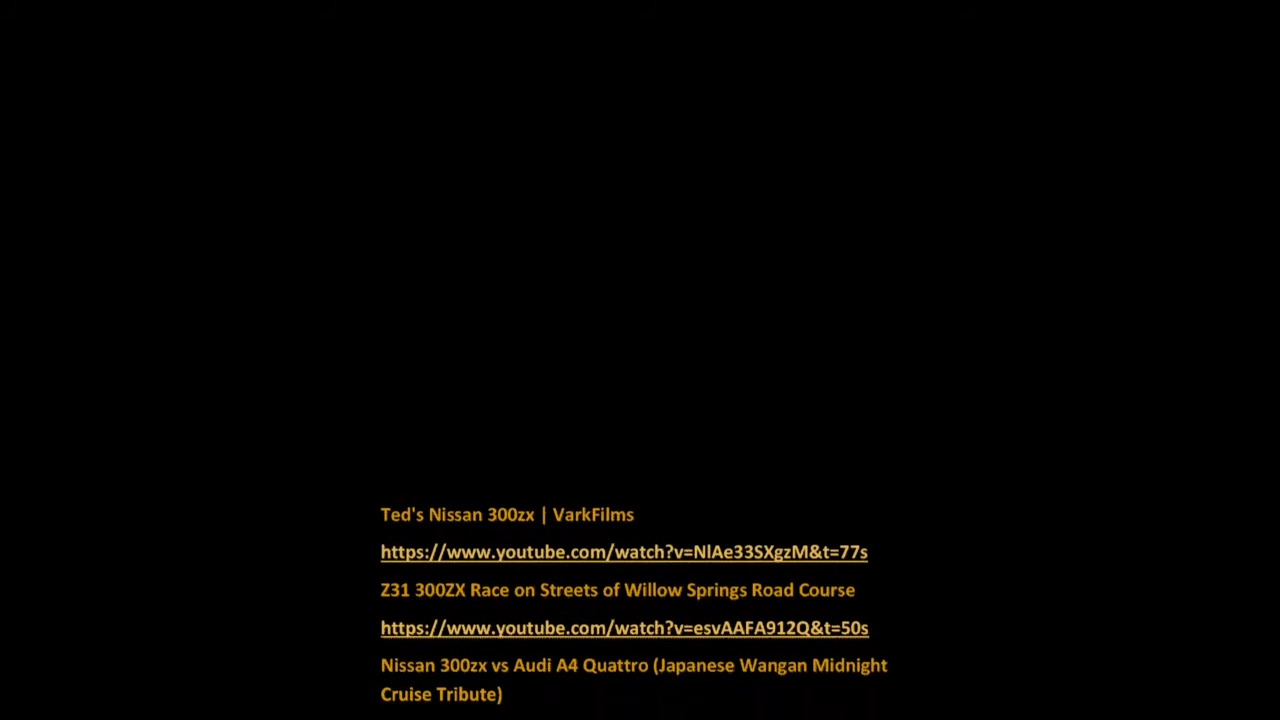 Ted's Nissan 300zx | VarkFilms
https://www.youtube.com/watch?v=NlAe33SXgzM&t=77s
Z31 300ZX Race on Streets of Willow Springs Road Course
https://www.youtube.com/watch?v=esvAAFA912Q&t=50s
Nissan 300zx vs Audi A4 Quattro (Japanese Wangan Midnight
Cruise Tribute)